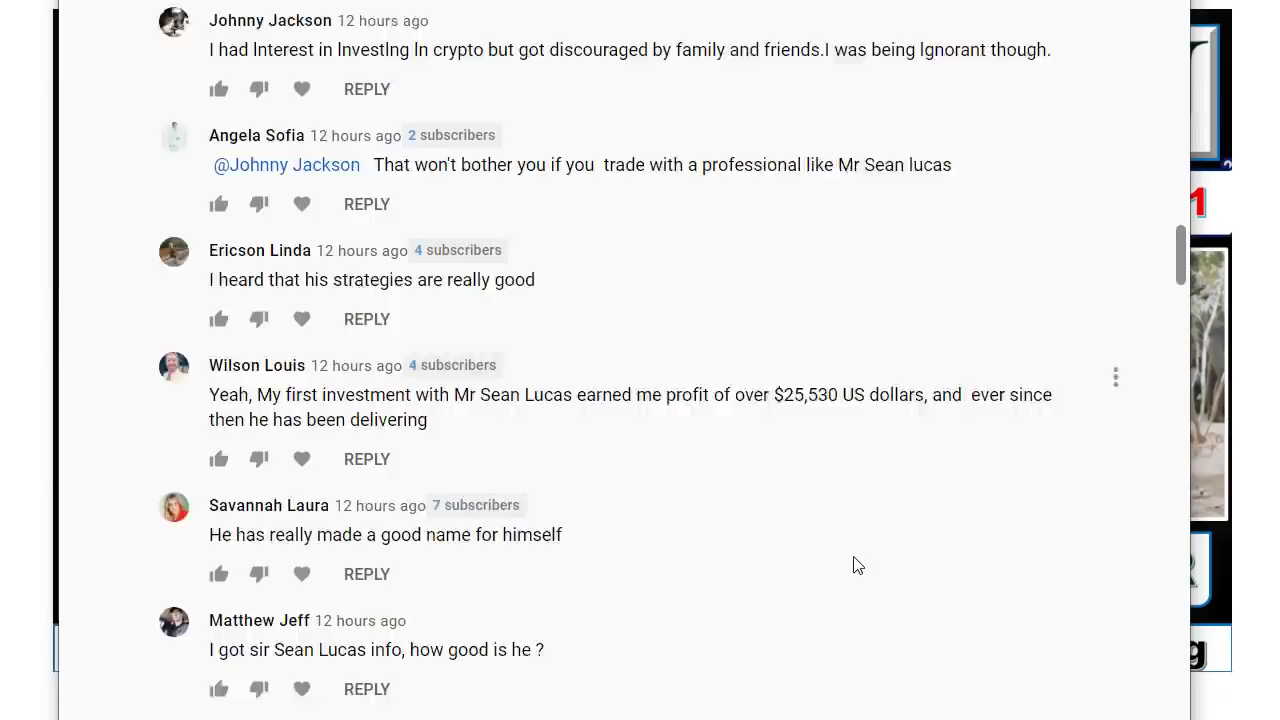 Johnny Jackson 12 hours ago
I had Interest in InvestIng In crypto but got discouraged by family and friends.I was being Ignorant though.
REPLY
Angela Sofia 12 hours ago 2 subscribers
@Johnny Jackson That won't bother you if you trade with a professional like Mr Sean lucas
REPLY
Ericson Linda 12 hours ago 4 subscribers
I heard that his strategies are really good
REPLY
Wilson Louis 12 hours ago 4 subscribers
Yeah, My first investment with Mr Sean Lucas earned me profit of over $25,530 US dollars, and ever since
then he has been delivering
REPLY
Savannah Laura 12 hours ago 7 subscribers
He has really made a good name for himself
REPLY
Matthew Jeff 12 hours ago
I got sir Sean Lucas info, how good is he ?
REPLY
1
g